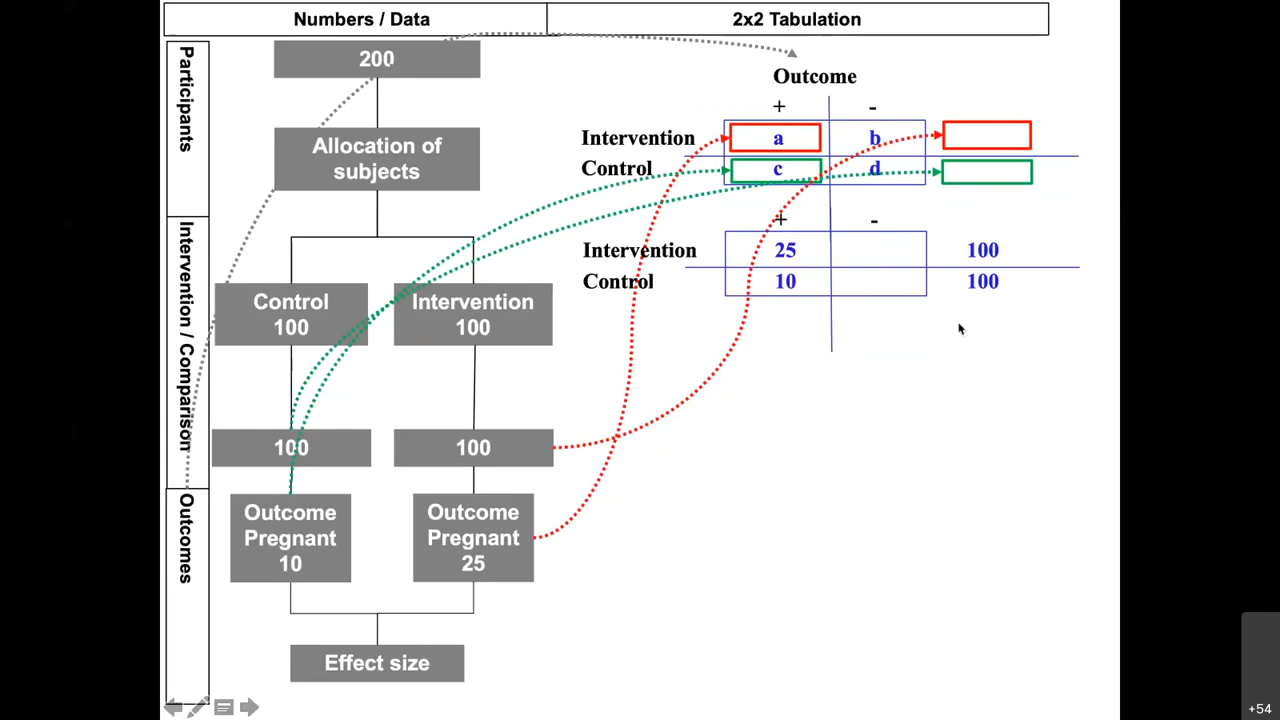 Numbers / Data
2x2 Tabulation
Participants
200
Allocation of
subjects
Intervention / Comparison
Control
100
Intervention
100
100
100
Outcomes
Outcome
Pregnant
10
Outcome
Pregnant
25
Effect size
Outcome
+ -
Intervention a b
Control c d
+ -
Intervention 25 100
Control 10 100
+54